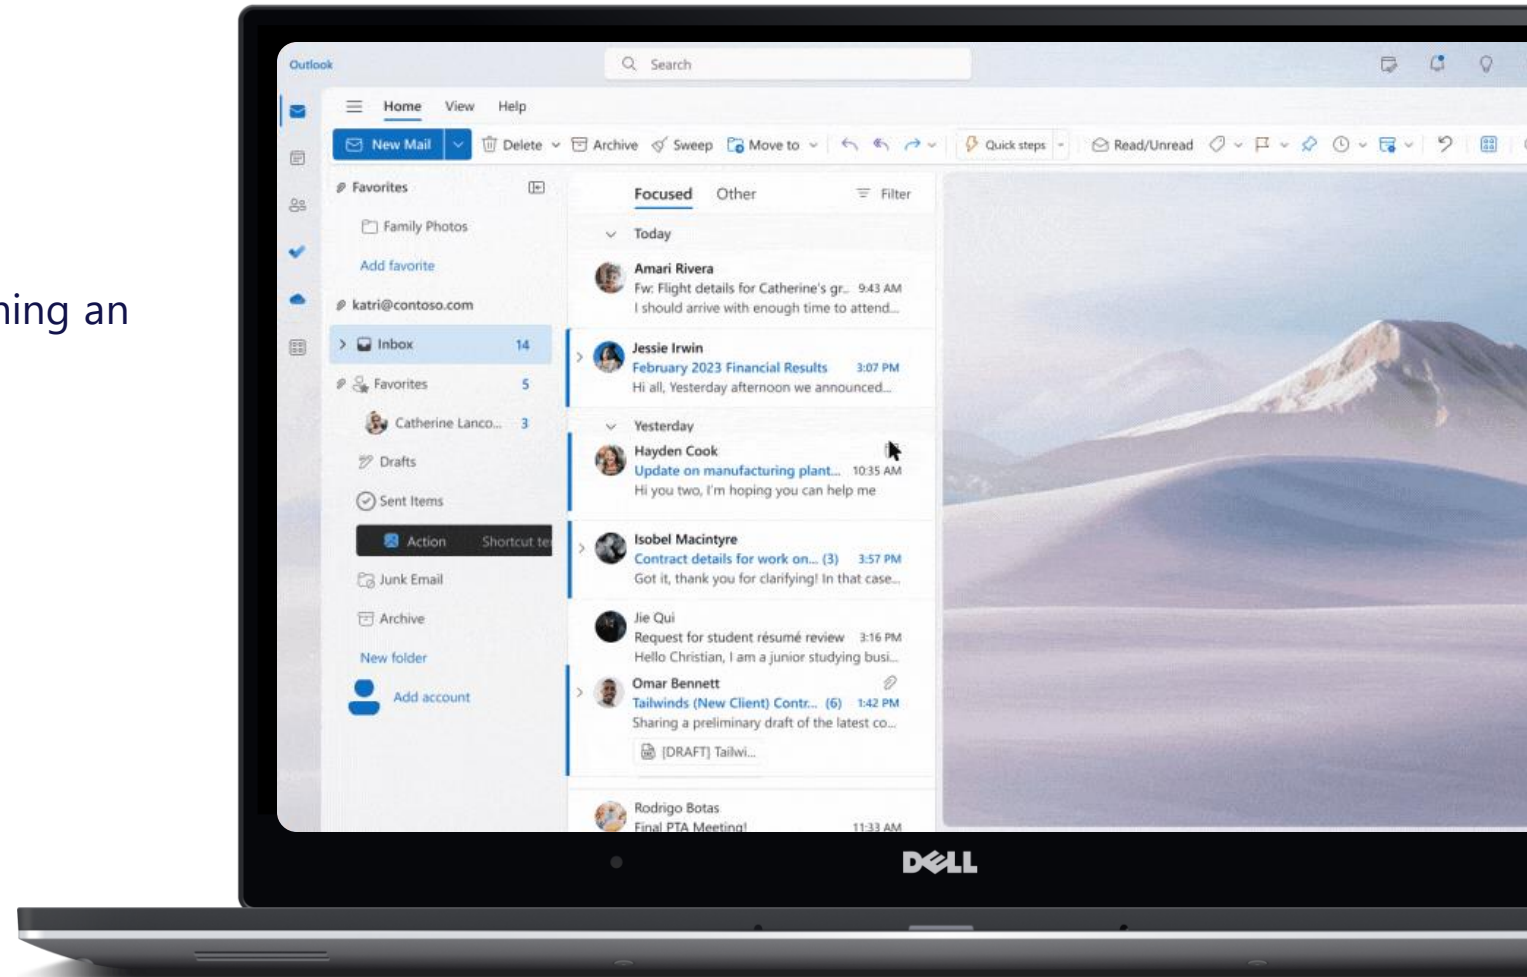 Outlook
Search
Home View Help
New Mail Delete Archive Sweep Move to Quick steps Read/Unread
Favorites
Family Photos
Add favorite
katri@contoso.com
Inbox 14
Favorites 5
Catherine Lanco... 3
Drafts
Sent Items
Action Shortcut te
Junk Email
Archive
New folder
Add account
ning an
Focused Other Filter
Today
Amari Rivera
Fw: Flight details for Catherine's gr.. 9:43 AM
I should arrive with enough time to attend...
Jessie Irwin
February 2023 Financial Results 3:07 PM
Hi all, Yesterday afternoon we announced...
Yesterday
Hayden Cook
Update on manufacturing plant... 10:35 AM
Hi you two, I'm hoping you can help me
Isobel Macintyre
Contract details for work on... (3) 3:57 PM
Got it, thank you for clarifying! In that case...
Jie Qui
Request for student résumé review 3:16 PM
Hello Christian, I am a junior studying busi...
Omar Bennett
Tailwinds (New Client) Contr... (6) 1:42 PM
Sharing a preliminary draft of the latest co...
[DRAFT] Tailwi...
Rodrigo Botas
Final PTA Meeting! 11:33 AM
DELL